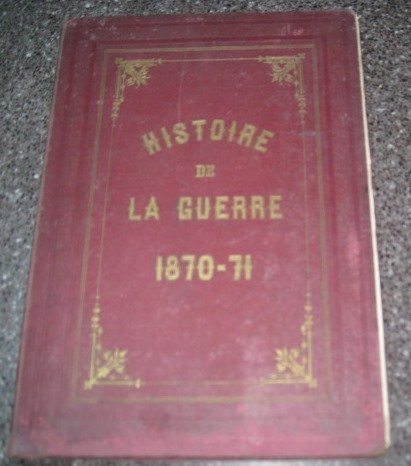 HISTOIRE
DE
LA GUERRE
1870-71